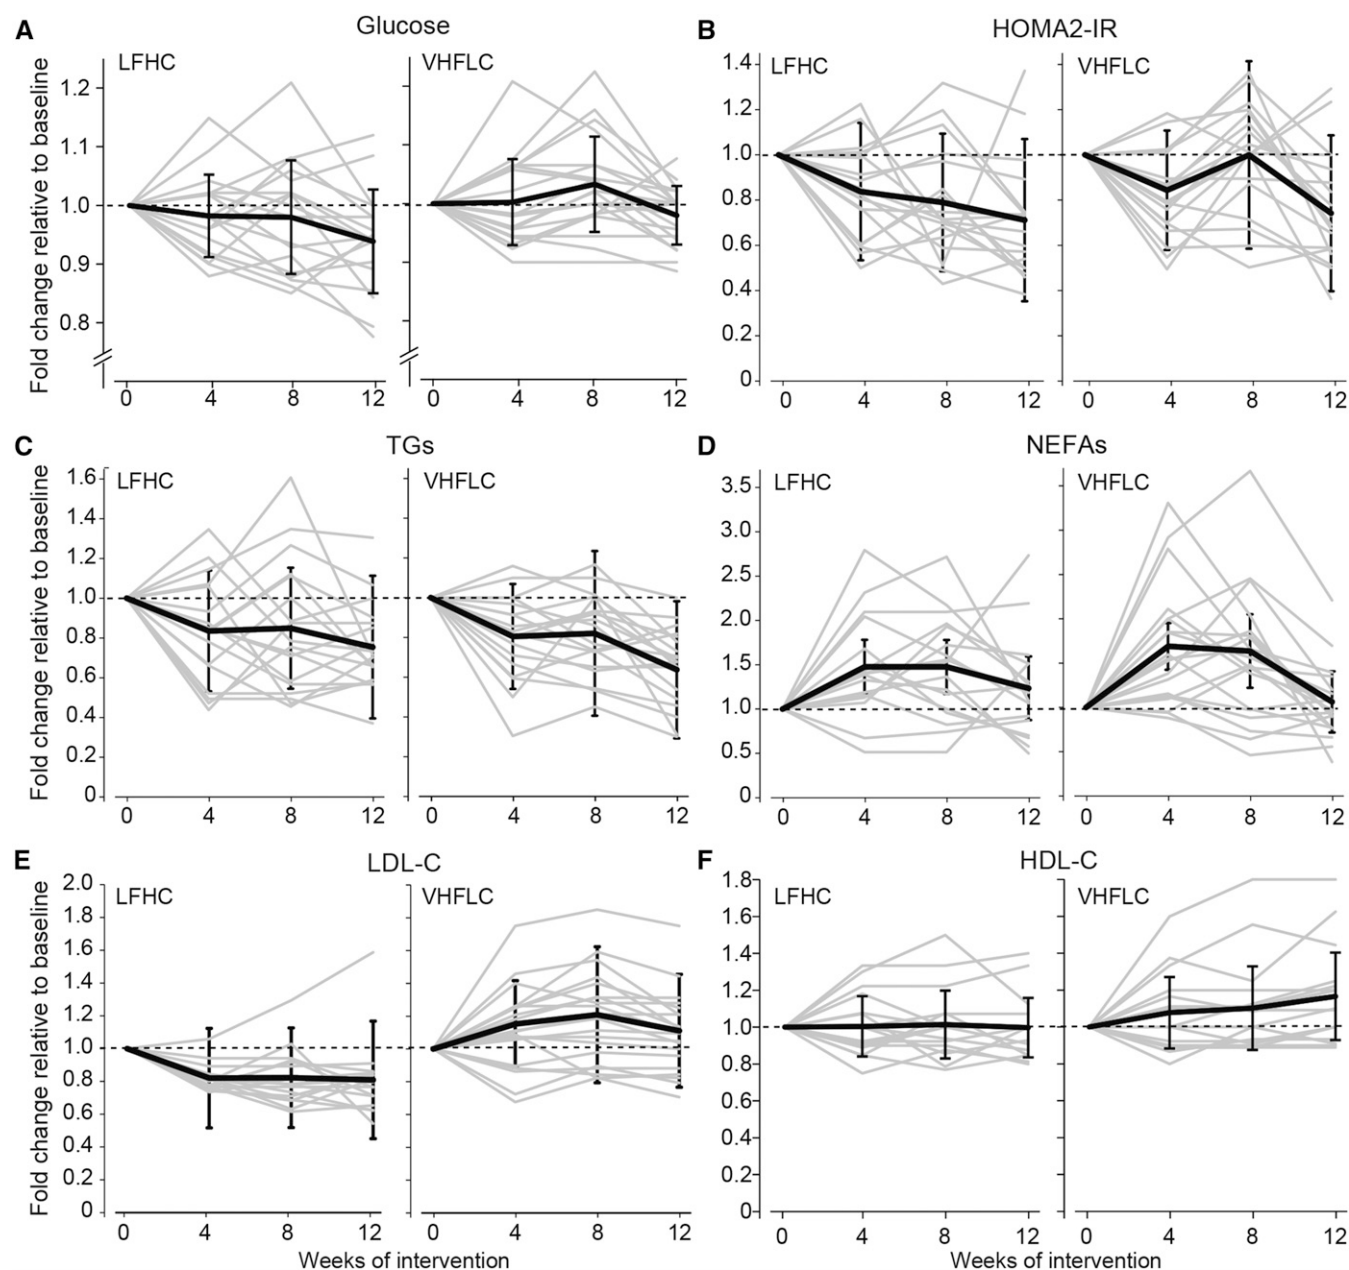 A Glucose
LFHC VHFLC
Fold change relative to baseline
1.2
1.1
1.0
0.9
0.8
0 4 8 12 0 4 8 12
B HOMA2-IR
LFHC VHFLC
1.4
1.2
1.0
0.8
0.6
0.4
0.2
0
0 4 8 12 0 4 8 12
C TGs
LFHC VHFLC
Fold change relative to baseline
1.6
1.4
1.2
1.0
0.8
0.6
0.4
0.2
0
0 4 8 12 0 4 8 12
D NEFAs
LFHC VHFLC
3.5
3.0
2.5
2.0
1.5
1.0
0.5
0
0 4 8 12 0 4 8 12
E LDL-C
LFHC VHFLC
Fold change relative to baseline
2.0
1.8
1.6
1.4
1.2
1.0
0.8
0.6
0.4
0.2
0
0 4 8 12 0 4 8 12
Weeks of intervention
F HDL-C
LFHC VHFLC
1.8
1.6
1.4
1.2
1.0
0.8
0.6
0.4
0.2
0
0 4 8 12 0 4 8 12
Weeks of intervention